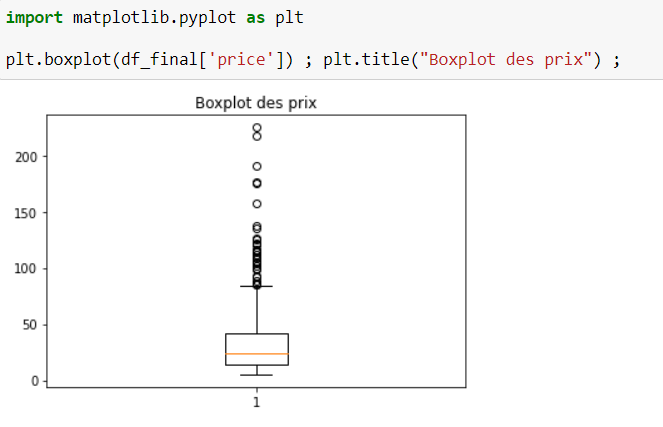 import matplotlib.pyplot as plt
plt.boxplot(df_final['price']) ; plt.title("Boxplot des prix") ;
Boxplot des prix
200
150
100
50
0
1